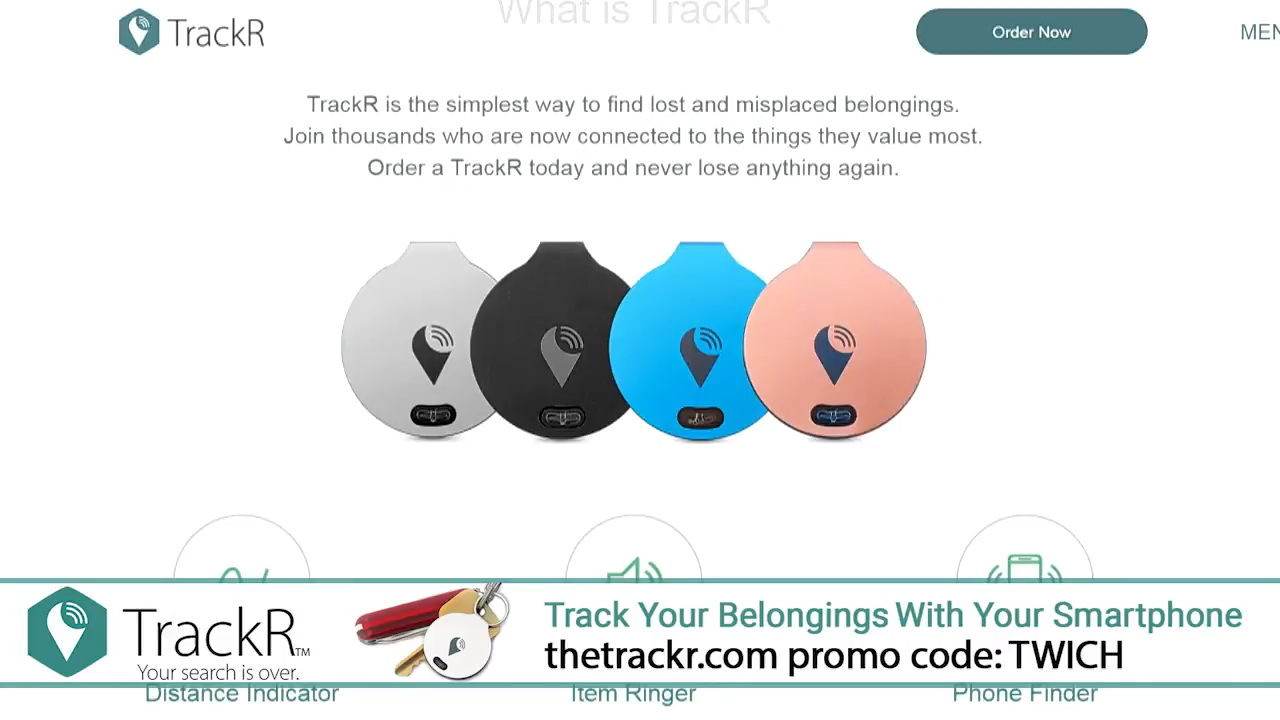 What is TrackR
TrackR
Order Now
MEN
TrackR is the simplest way to find lost and misplaced belongings.
Join thousands who are now connected to the things they value most.
Order a TrackR today and never lose anything again.
TrackR™
Your search is over.
Track Your Belongings With Your Smartphone
thetrackr.com promo code: TWICH
Distance Indicator
Item Ringer
Phone Finder